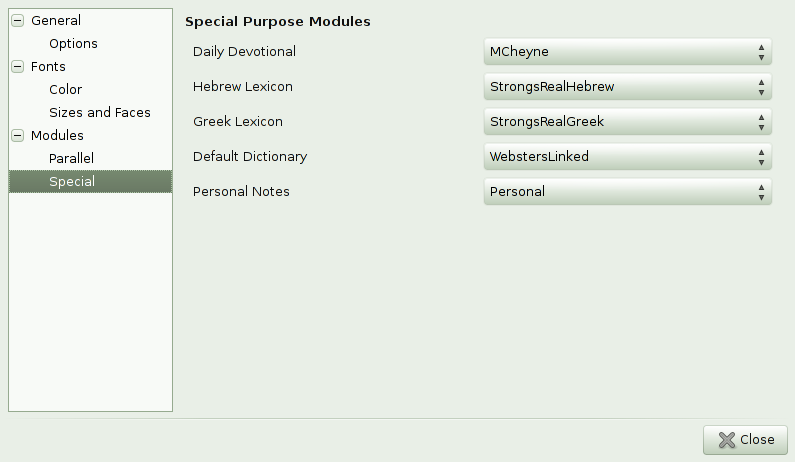 General
Options
Fonts
Color
Sizes and Faces
Modules
Parallel
Special
Special Purpose Modules
Daily Devotional MCheyne
Hebrew Lexicon StrongsRealHebrew
Greek Lexicon StrongsRealGreek
Default Dictionary WebstersLinked
Personal Notes Personal
Close